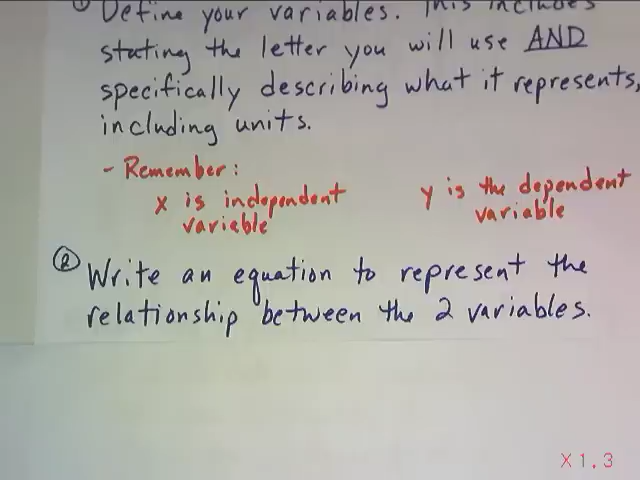 ① Define your variables. This includes
stating the letter you will use AND
specifically describing what it represents,
including units.
- Remember:
x is independent
variable
y is the dependent
variable
② Write an equation to represent the
relationship between the 2 variables.
X1.3